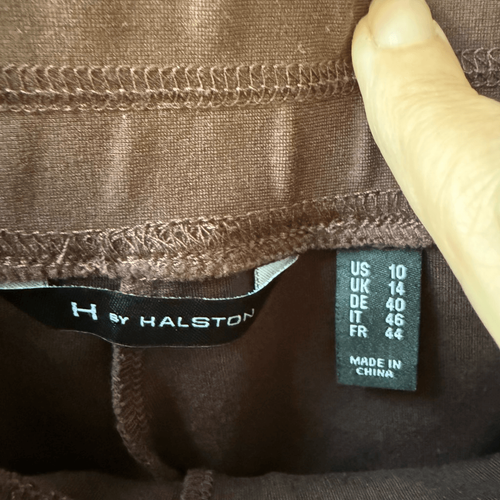 H BY HALSTON
US 10
UK 14
DE 40
IT 46
FR 44
MADE IN
CHINA